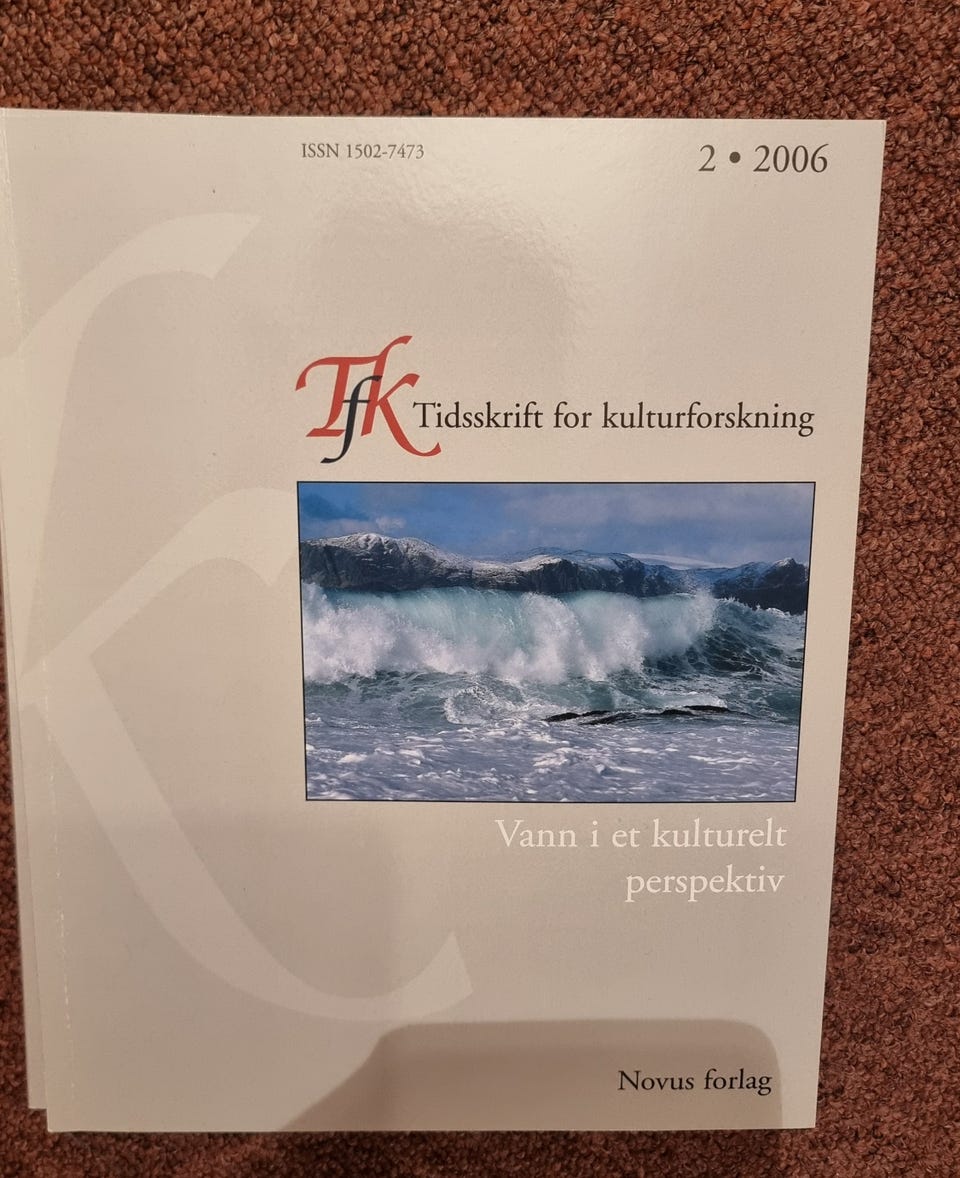 ISSN 1502-7473
2 • 2006
TfK Tidsskrift for kulturforskning
Vann i et kulturelt
perspektiv
Novus forlag